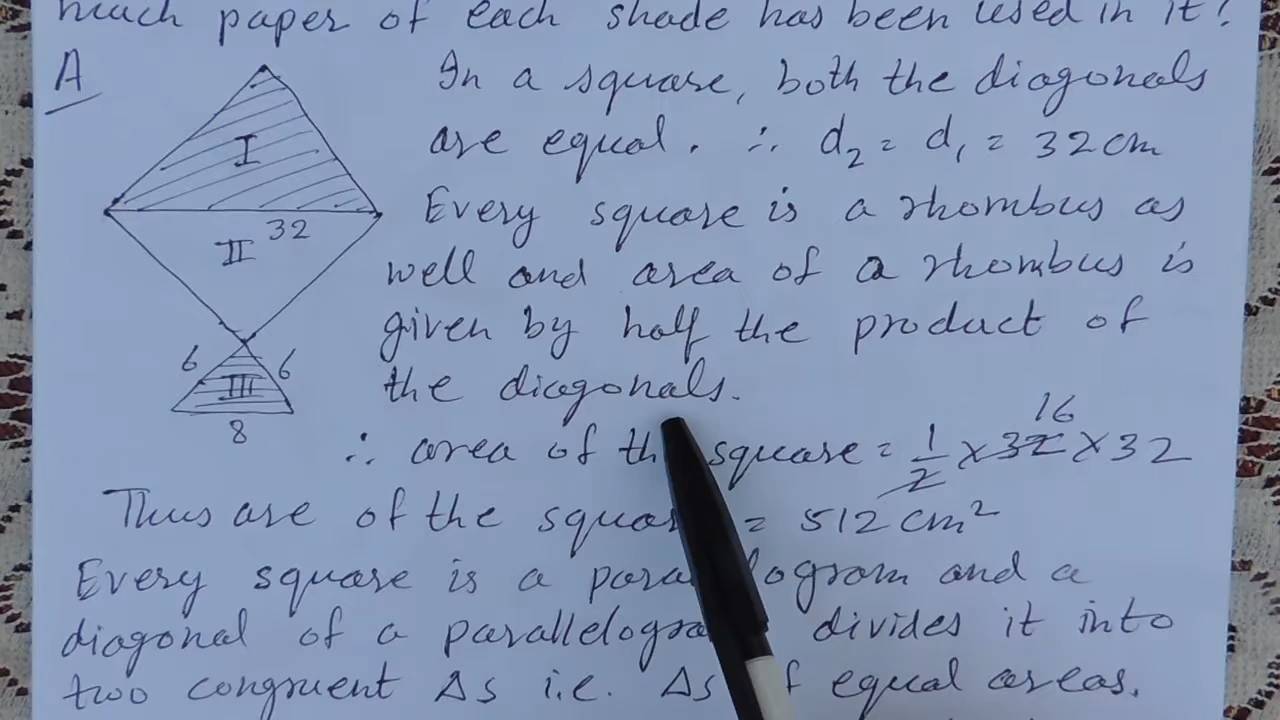 much paper of each shade has been used in it?
A
In a square, both the diagonals
are equal. ∴ d₂ = d₁ = 32 cm
Every square is a rhombus as
well and area of a rhombus is
given by half the product of
the diagonals.
I
32
II
6 III 6
8
16
∴ area of the square = 1/2 × 32 × 32
Thus are of the square = 512 cm²
Every square is a parallelogram and a
diagonal of a parallelogram divides it into
two congruent Δs i.e. Δs of equal areas.